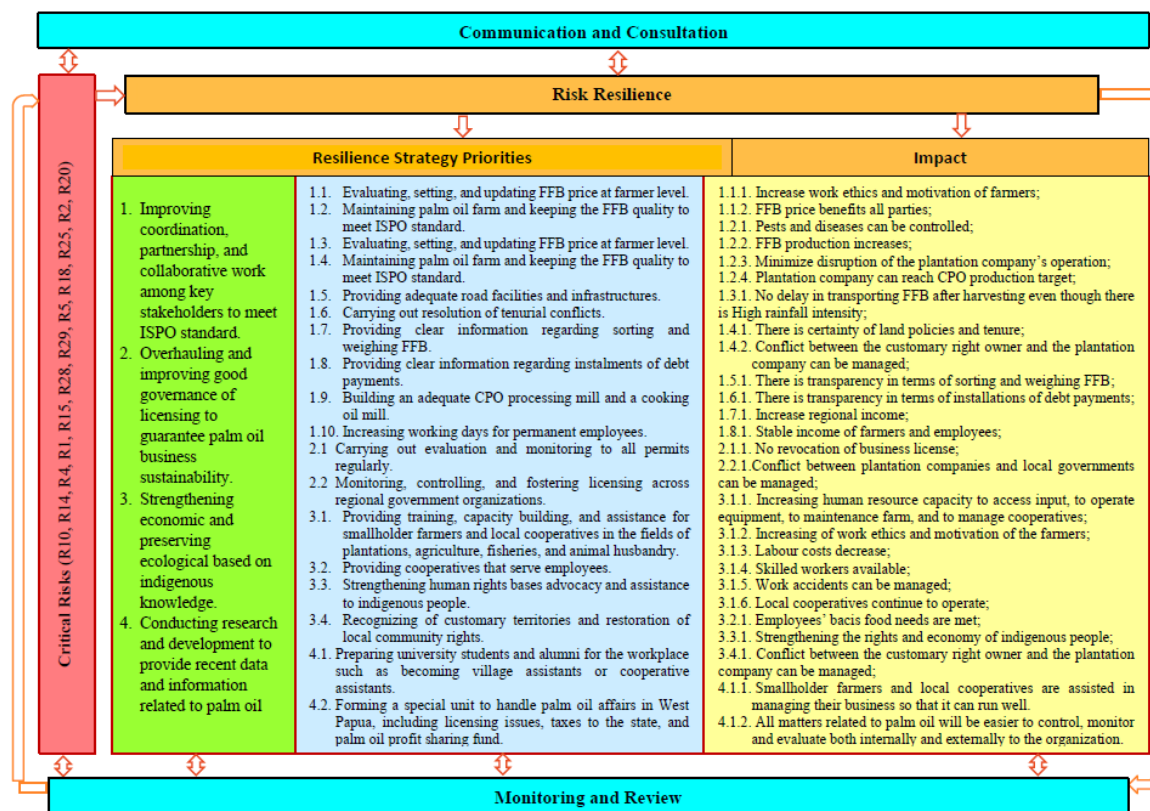 Communication and Consultation
Critical Risks (R10, R14, R4, R1, R15, R28, R29, R5, R18, R25, R2, R20)
Risk Resilience
Resilience Strategy Priorities
Impact
1. Improving
coordination,
partnership, and
collaborative work
among key
stakeholders to meet
ISPO standard.
2. Overhauling and
improving good
governance of
licensing to
guarantee palm oil
business
sustainability.
3. Strengthening
economic and
preserving
ecological based on
indigenous
knowledge.
4. Conducting research
and development to
provide recent data
and information
related to palm oil
1.1. Evaluating, setting, and updating FFB price at farmer level.
1.2. Maintaining palm oil farm and keeping the FFB quality to
meet ISPO standard.
1.3. Evaluating, setting, and updating FFB price at farmer level.
1.4. Maintaining palm oil farm and keeping the FFB quality to
meet ISPO standard.
1.5. Providing adequate road facilities and infrastructures.
1.6. Carrying out resolution of tenurial conflicts.
1.7. Providing clear information regarding sorting and
weighing FFB.
1.8. Providing clear information regarding instalments of debt
payments.
1.9. Building an adequate CPO processing mill and a cooking
oil mill.
1.10. Increasing working days for permanent employees.
2.1 Carrying out evaluation and monitoring to all permits
regularly.
2.2 Monitoring, controlling, and fostering licensing across
regional government organizations.
3.1. Providing training, capacity building, and assistance for
smallholder farmers and local cooperatives in the fields of
plantations, agriculture, fisheries, and animal husbandry.
3.2. Providing cooperatives that serve employees.
3.3. Strengthening human rights bases advocacy and assistance
to indigenous people.
3.4. Recognizing of customary territories and restoration of
local community rights.
4.1. Preparing university students and alumni for the workplace
such as becoming village assistants or cooperative
assistants.
4.2. Forming a special unit to handle palm oil affairs in West
Papua, including licensing issues, taxes to the state, and
palm oil profit sharing fund.
1.1.1. Increase work ethics and motivation of farmers;
1.1.2. FFB price benefits all parties;
1.2.1. Pests and diseases can be controlled;
1.2.2. FFB production increases;
1.2.3. Minimize disruption of the plantation company's operation;
1.2.4. Plantation company can reach CPO production target;
1.3.1. No delay in transporting FFB after harvesting even though there
is High rainfall intensity;
1.4.1. There is certainty of land policies and tenure;
1.4.2. Conflict between the customary right owner and the plantation
company can be managed;
1.5.1. There is transparency in terms of sorting and weighing FFB;
1.6.1. There is transparency in terms of installations of debt payments;
1.7.1. Increase regional income;
1.8.1. Stable income of farmers and employees;
2.1.1. No revocation of business license;
2.2.1. Conflict between plantation companies and local governments
can be managed;
3.1.1. Increasing human resource capacity to access input, to operate
equipment, to maintenance farm, and to manage cooperatives;
3.1.2. Increasing of work ethics and motivation of the farmers;
3.1.3. Labour costs decrease;
3.1.4. Skilled workers available;
3.1.5. Work accidents can be managed;
3.1.6. Local cooperatives continue to operate;
3.2.1. Employees' bacis food needs are met;
3.3.1. Strengthening the rights and economy of indigenous people;
3.4.1. Conflict between the customary right owner and the plantation
company can be managed;
4.1.1. Smallholder farmers and local cooperatives are assisted in
managing their business so that it can run well.
4.1.2. All matters related to palm oil will be easier to control, monitor
and evaluate both internally and externally to the organization.
Monitoring and Review